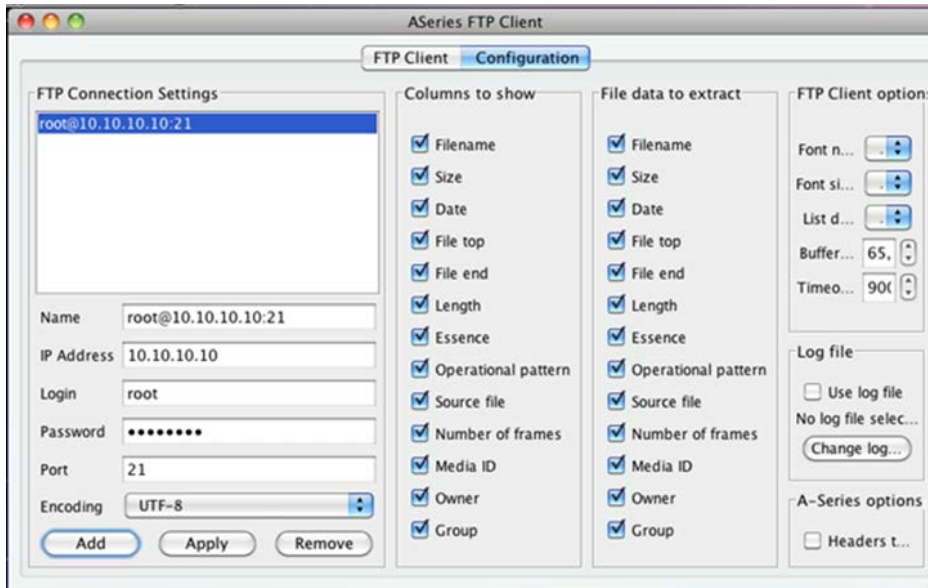 ASeries FTP Client
FTP Client Configuration
FTP Connection Settings
root@10.10.10.10:21
Name root@10.10.10.10:21
IP Address 10.10.10.10
Login root
Password ••••••••
Port 21
Encoding UTF-8
Add Apply Remove
Columns to show
Filename
Size
Date
File top
File end
Length
Essence
Operational pattern
Source file
Number of frames
Media ID
Owner
Group
File data to extract
Filename
Size
Date
File top
File end
Length
Essence
Operational pattern
Source file
Number of frames
Media ID
Owner
Group
FTP Client options
Font n...
Font si...
List d...
Buffer... 65,
Timeo... 900
Log file
Use log file
No log file selec...
Change log...
A-Series options
Headers t...